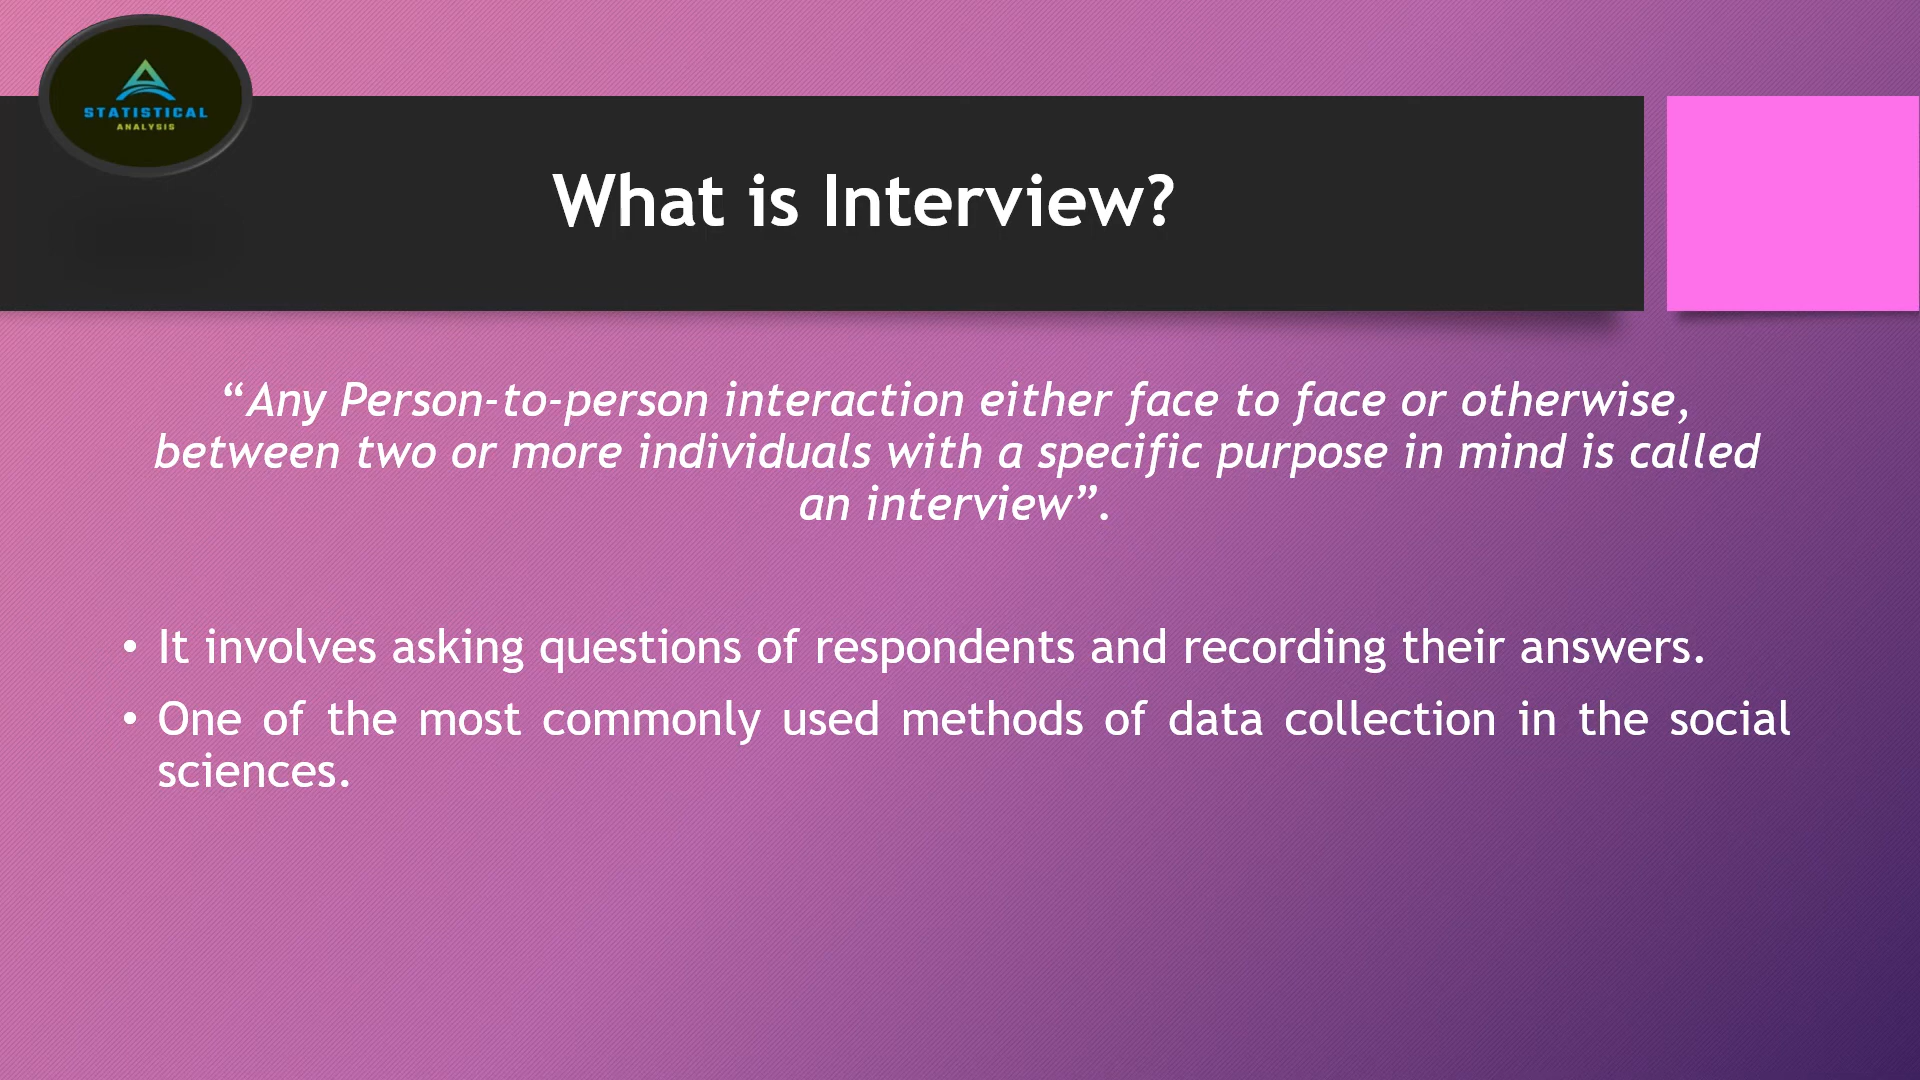 STATISTICAL
ANALYSIS
What is Interview?
“Any Person-to-person interaction either face to face or otherwise,
between two or more individuals with a specific purpose in mind is called
an interview”.
• It involves asking questions of respondents and recording their answers.
• One of the most commonly used methods of data collection in the social
sciences.